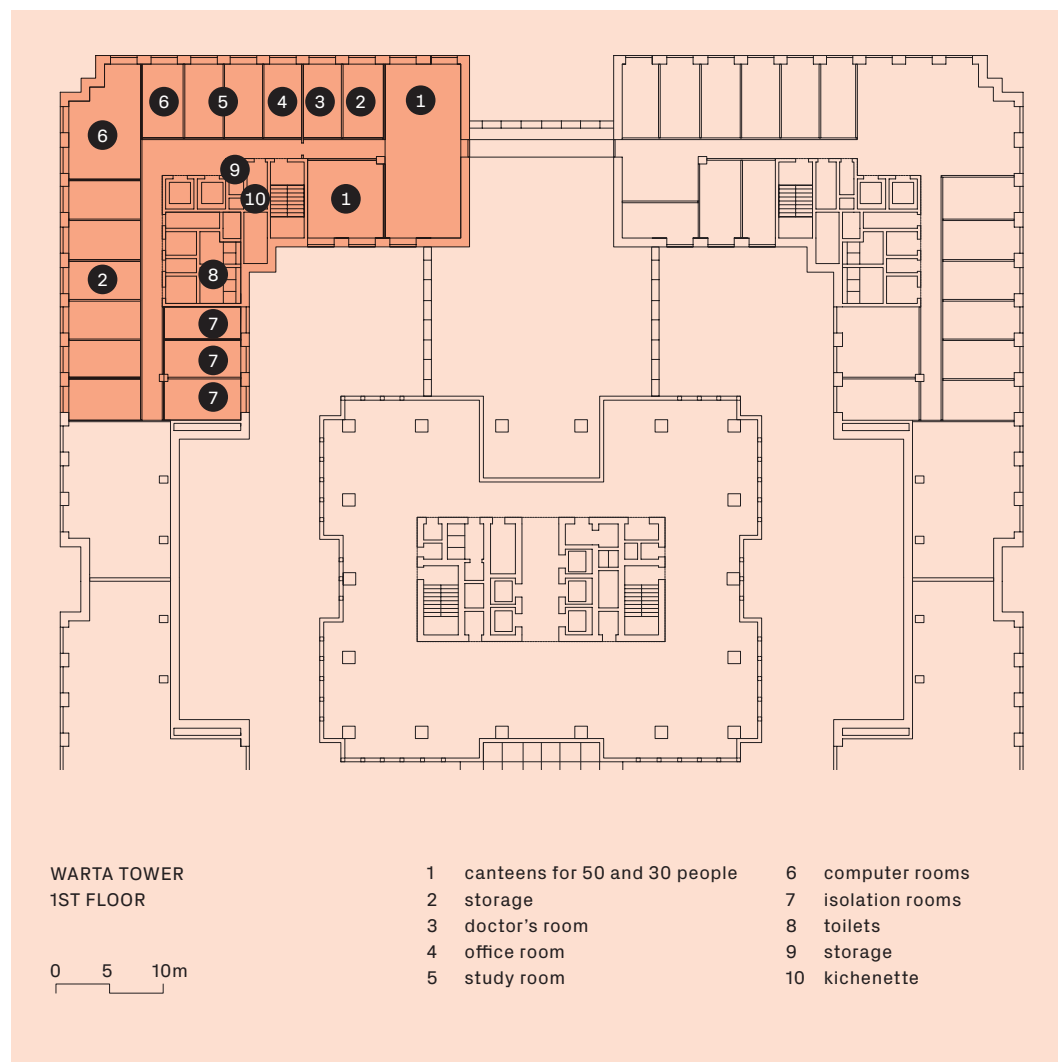 6
6
5
4
3
2
1
9
10
1
2
8
7
7
7
WARTA TOWER
1ST FLOOR
0 5 10m
1 canteens for 50 and 30 people
2 storage
3 doctor's room
4 office room
5 study room
6 computer rooms
7 isolation rooms
8 toilets
9 storage
10 kichenette